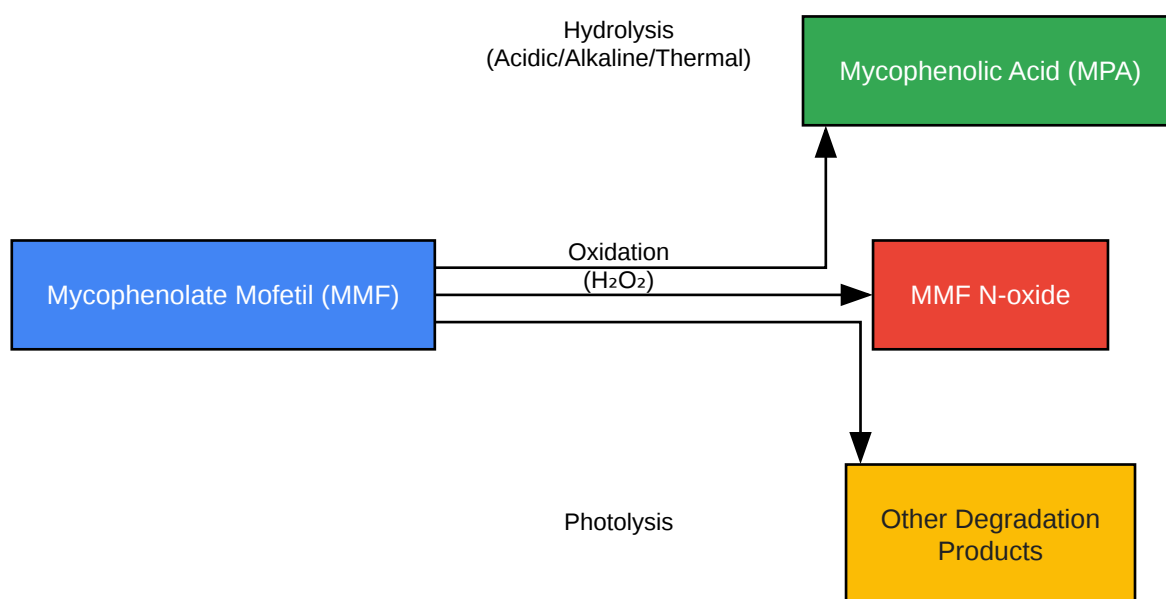 Hydrolysis
(Acidic/Alkaline/Thermal)
Mycophenolic Acid (MPA)
Mycophenolate Mofetil (MMF)
Oxidation
(H₂O₂)
MMF N-oxide
Photolysis
Other Degradation
Products